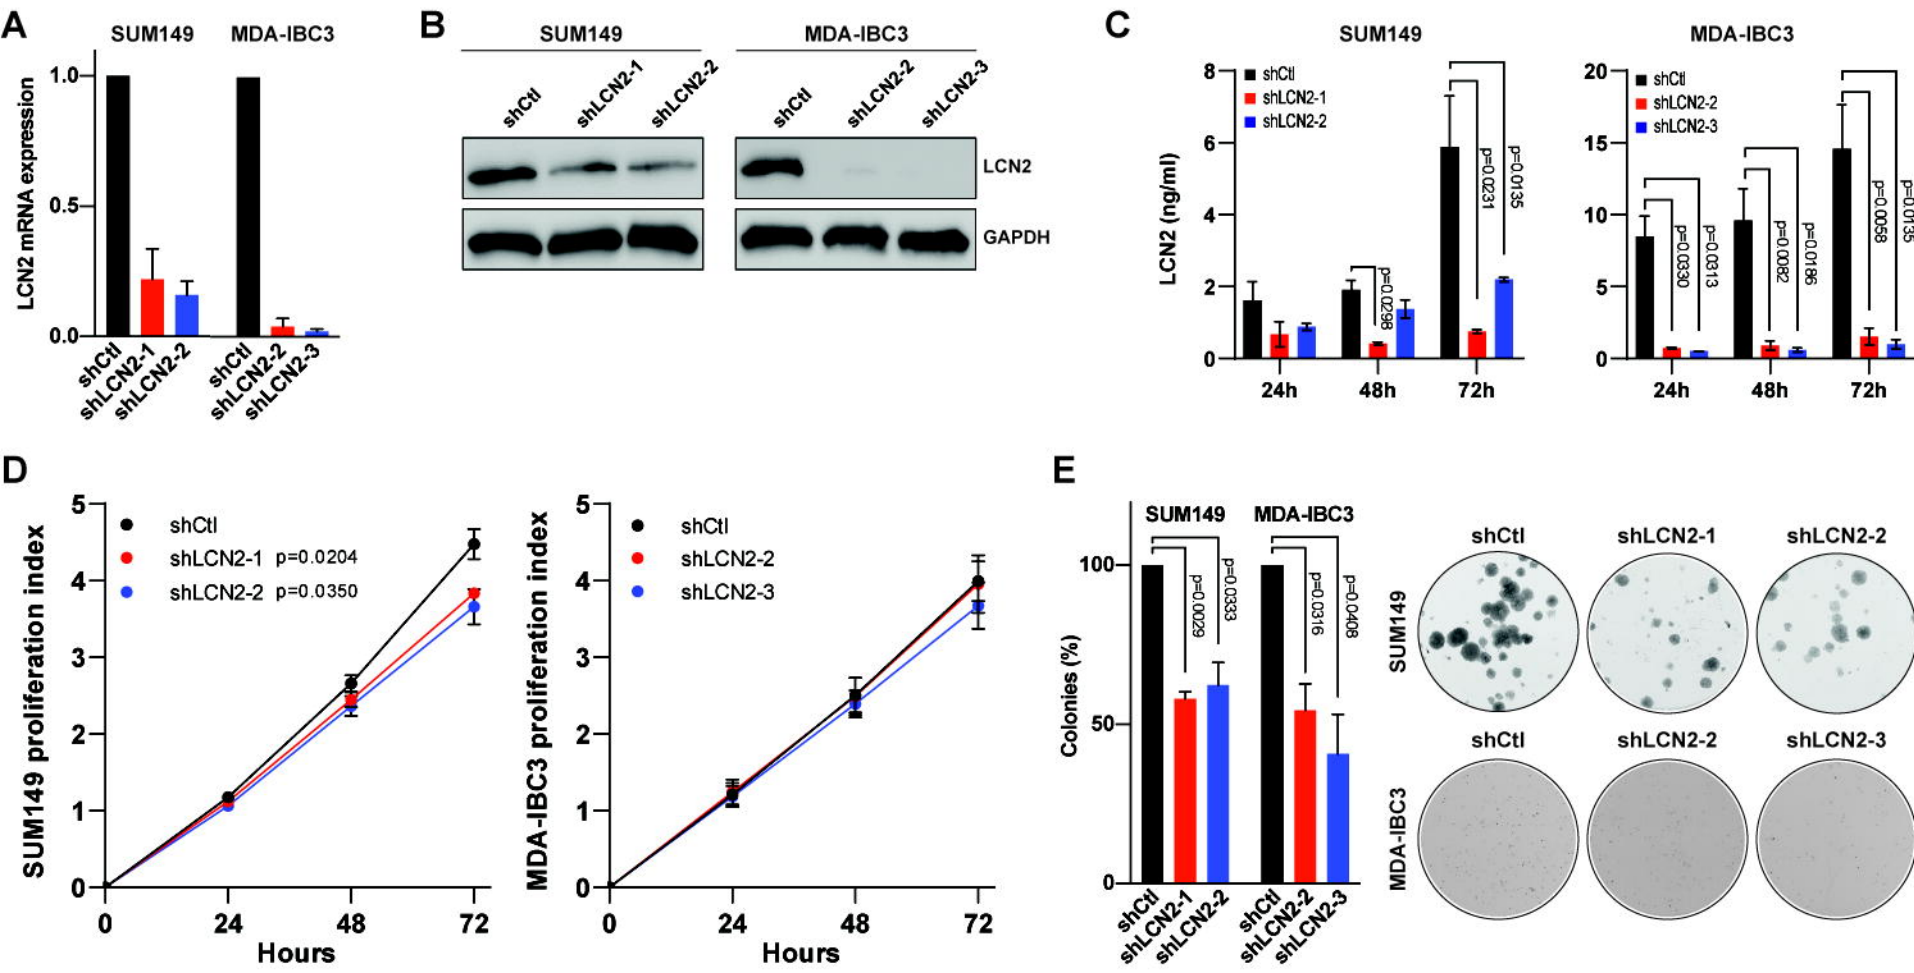 A
SUM149 MDA-IBC3
LCN2 mRNA expression
1.0
0.5
0.0
shCtl
shLCN2-1
shLCN2-2
shCtl
shLCN2-2
shLCN2-3
B
SUM149 MDA-IBC3
shCtl
shLCN2-1
shLCN2-2
shCtl
shLCN2-2
shLCN2-3
LCN2
GAPDH
C
SUM149
LCN2 (ng/ml)
8
6
4
2
0
shCtl
shLCN2-1
shLCN2-2
p=0.0298
p=0.0231
p=0.0135
24h 48h 72h
MDA-IBC3
20
15
10
5
0
shCtl
shLCN2-2
shLCN2-3
p=0.0330
p=0.0313
p=0.0082
p=0.0186
p=0.0058
p=0.0135
24h 48h 72h
D
SUM149 proliferation index
5
4
3
2
1
0
shCtl
shLCN2-1 p=0.0204
shLCN2-2 p=0.0350
0 24 48 72
Hours
MDA-IBC3 proliferation index
5
4
3
2
1
0
shCtl
shLCN2-2
shLCN2-3
0 24 48 72
Hours
E
SUM149 MDA-IBC3
Colonies (%)
100
50
0
p=0.0029
p=0.0333
p=0.0316
p=0.0408
shCtl
shLCN2-1
shLCN2-2
shCtl
shLCN2-2
shLCN2-3
shCtl shLCN2-1 shLCN2-2
SUM149
shCtl shLCN2-2 shLCN2-3
MDA-IBC3